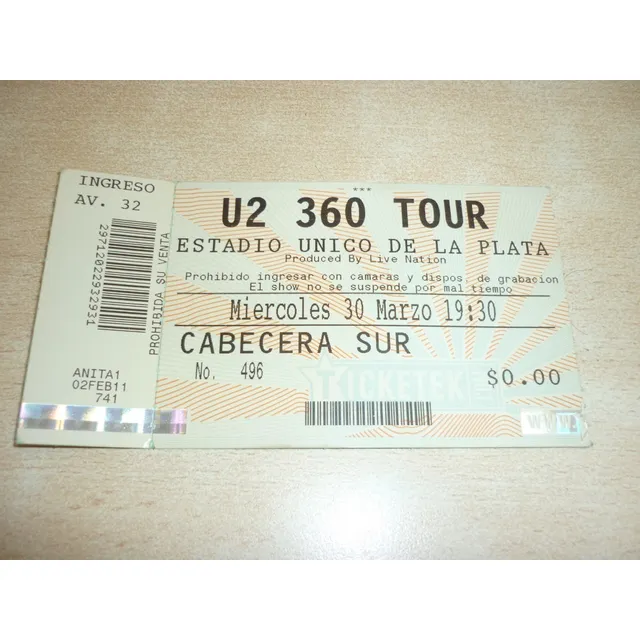 INGRESO
AV. 32
297120229932931
PROHIBIDA SU VENTA
ANITA1
02FEB11
741
***
U2 360 TOUR
ESTADIO UNICO DE LA PLATA
Produced By Live Nation
Prohibido ingresar con camaras y dispos. de grabacion
El show no se suspende por mal tiempo
Miercoles 30 Marzo 19:30
CABECERA SUR
No. 496
TICKETEK
$0.00